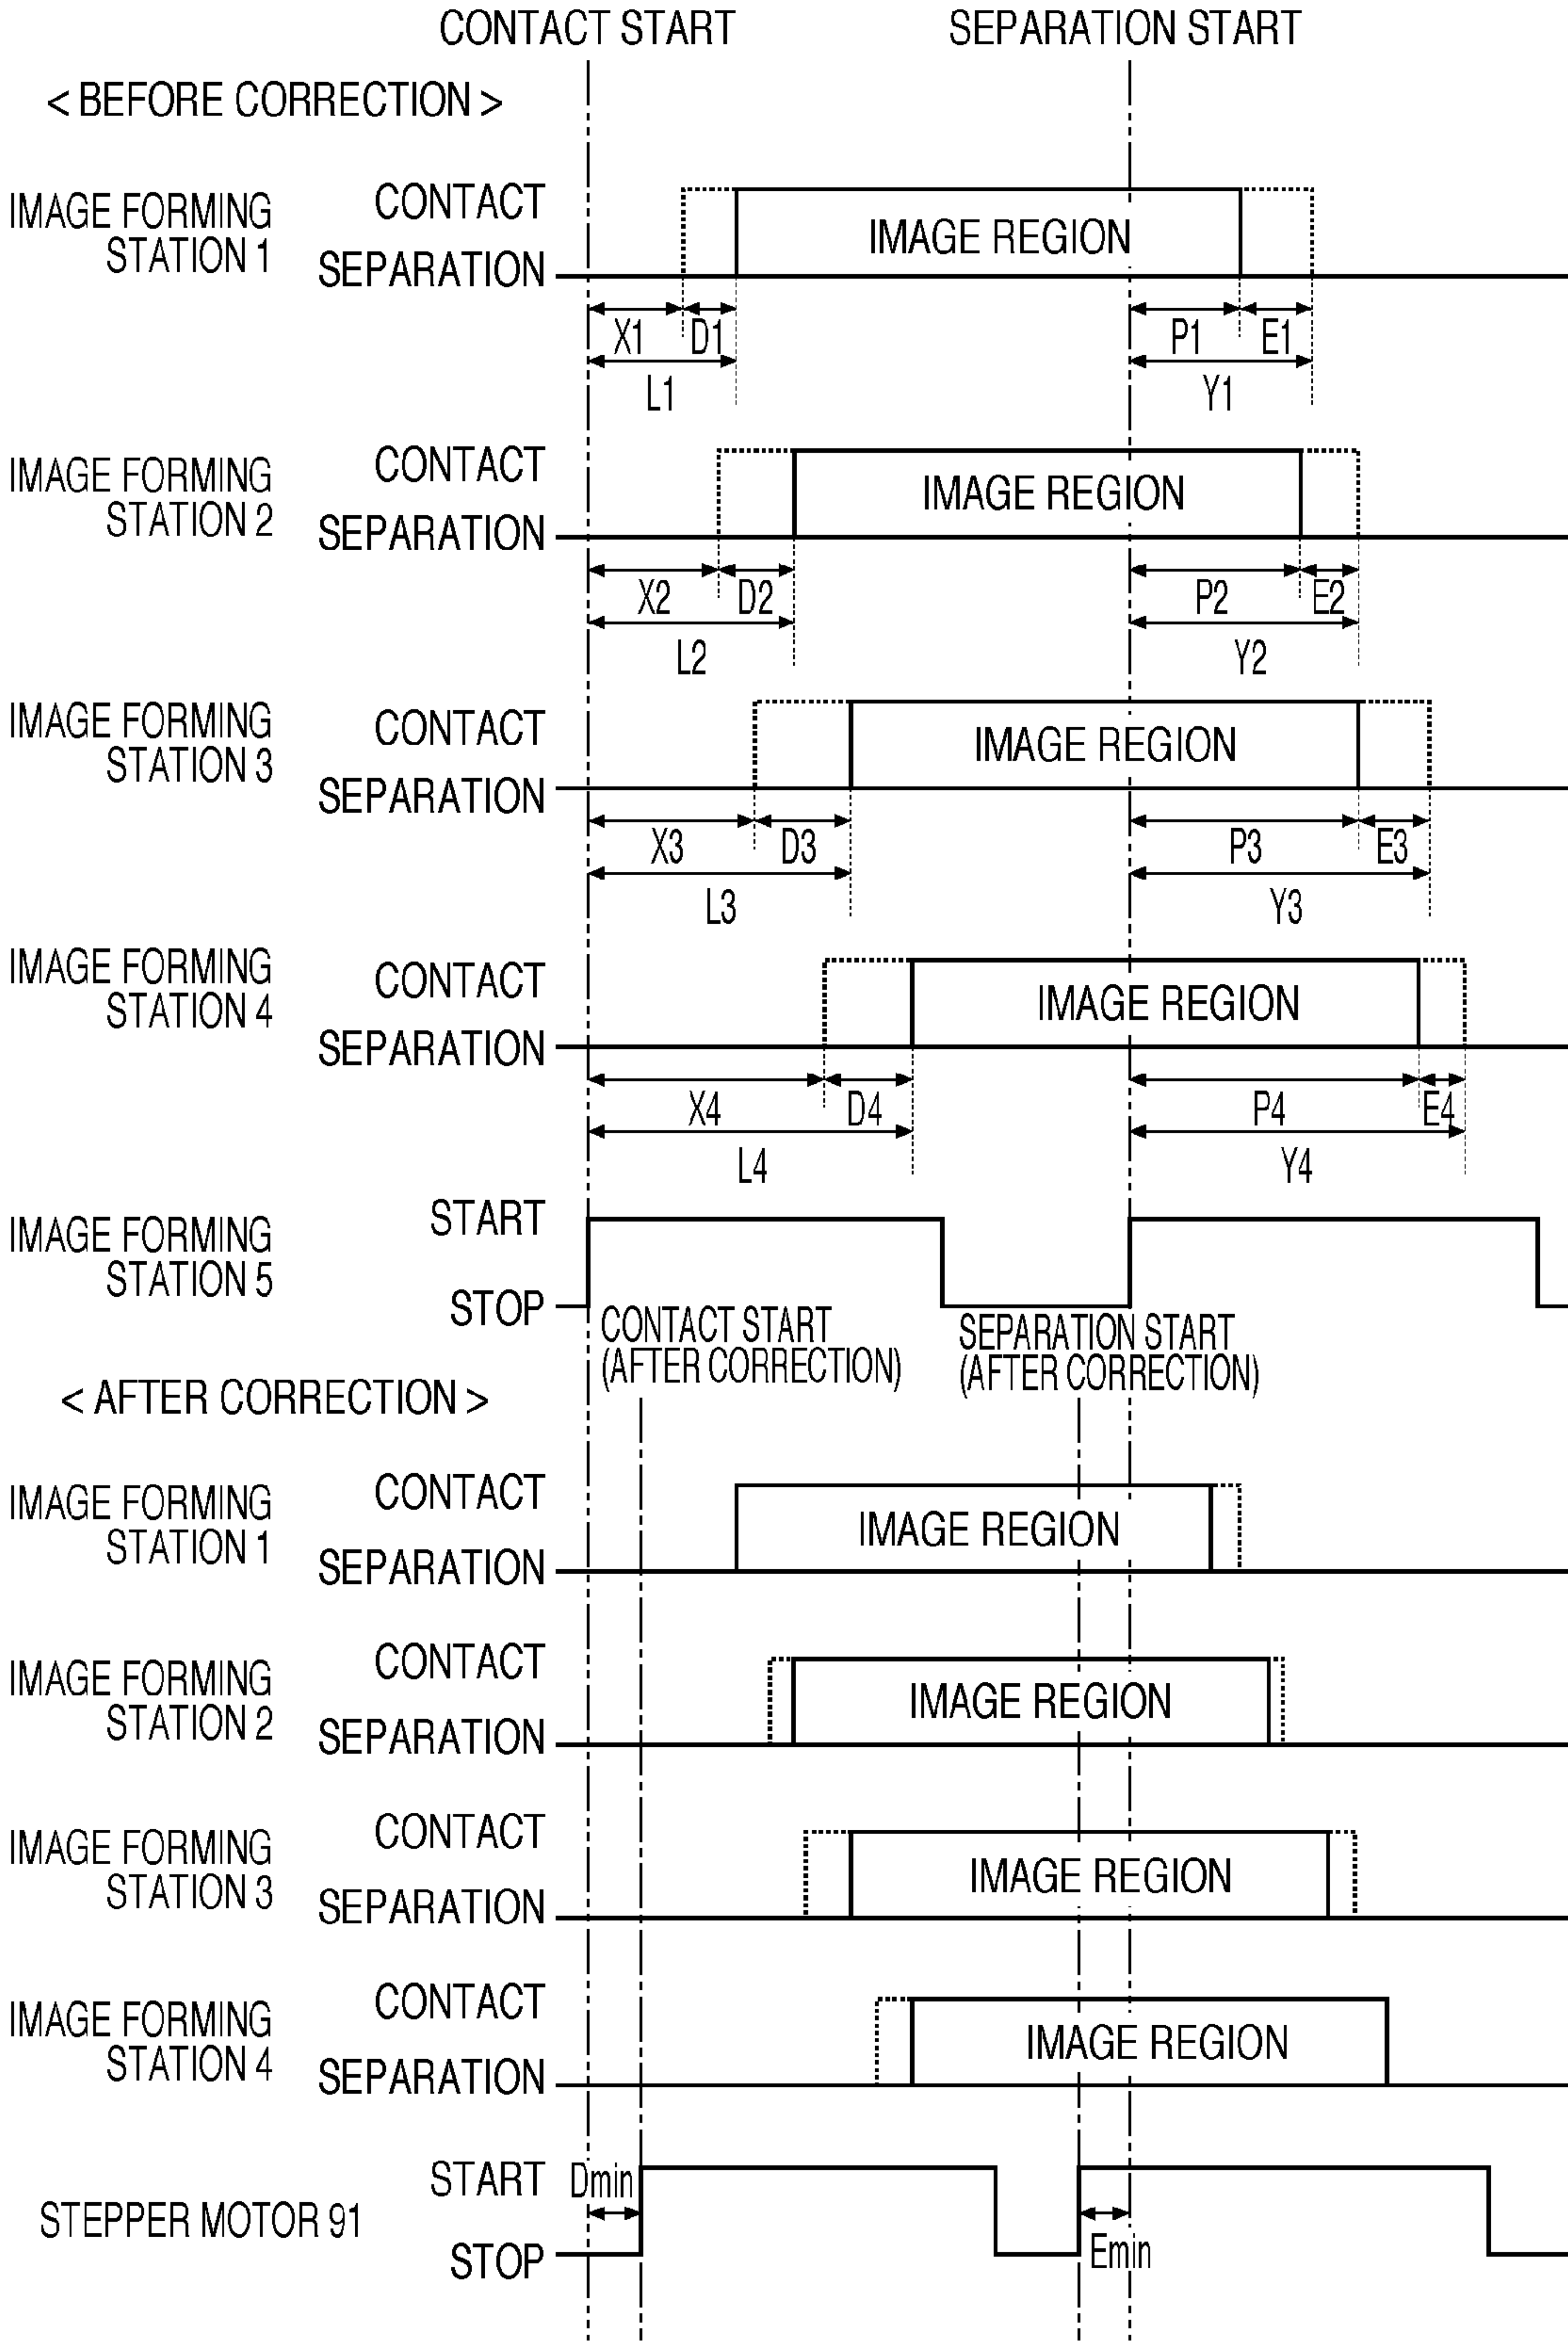 CONTACT START
SEPARATION START
< BEFORE CORRECTION >
IMAGE FORMING
STATION 1
CONTACT
SEPARATION
IMAGE REGION
X1
D1
L1
P1
E1
Y1
IMAGE FORMING
STATION 2
CONTACT
SEPARATION
IMAGE REGION
X2
D2
L2
P2
E2
Y2
IMAGE FORMING
STATION 3
CONTACT
SEPARATION
IMAGE REGION
X3
D3
L3
P3
E3
Y3
IMAGE FORMING
STATION 4
CONTACT
SEPARATION
IMAGE REGION
X4
D4
L4
P4
E4
Y4
IMAGE FORMING
STATION 5
START
STOP
CONTACT START
(AFTER CORRECTION)
SEPARATION START
(AFTER CORRECTION)
< AFTER CORRECTION >
IMAGE FORMING
STATION 1
CONTACT
SEPARATION
IMAGE REGION
IMAGE FORMING
STATION 2
CONTACT
SEPARATION
IMAGE REGION
IMAGE FORMING
STATION 3
CONTACT
SEPARATION
IMAGE REGION
IMAGE FORMING
STATION 4
CONTACT
SEPARATION
IMAGE REGION
STEPPER MOTOR 91
START
STOP
Dmin
Emin